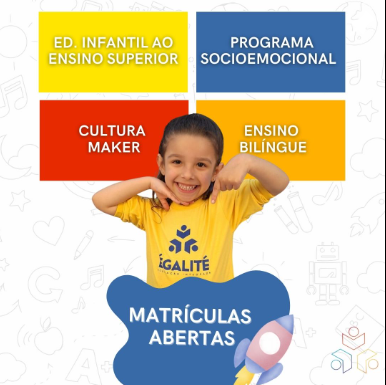 ED. INFANTIL AO
ENSINO SUPERIOR
PROGRAMA
SOCIOEMOCIONAL
CULTURA
MAKER
ENSINO
BILÍNGUE
ÉGALITÉ
MATRÍCULAS
ABERTAS